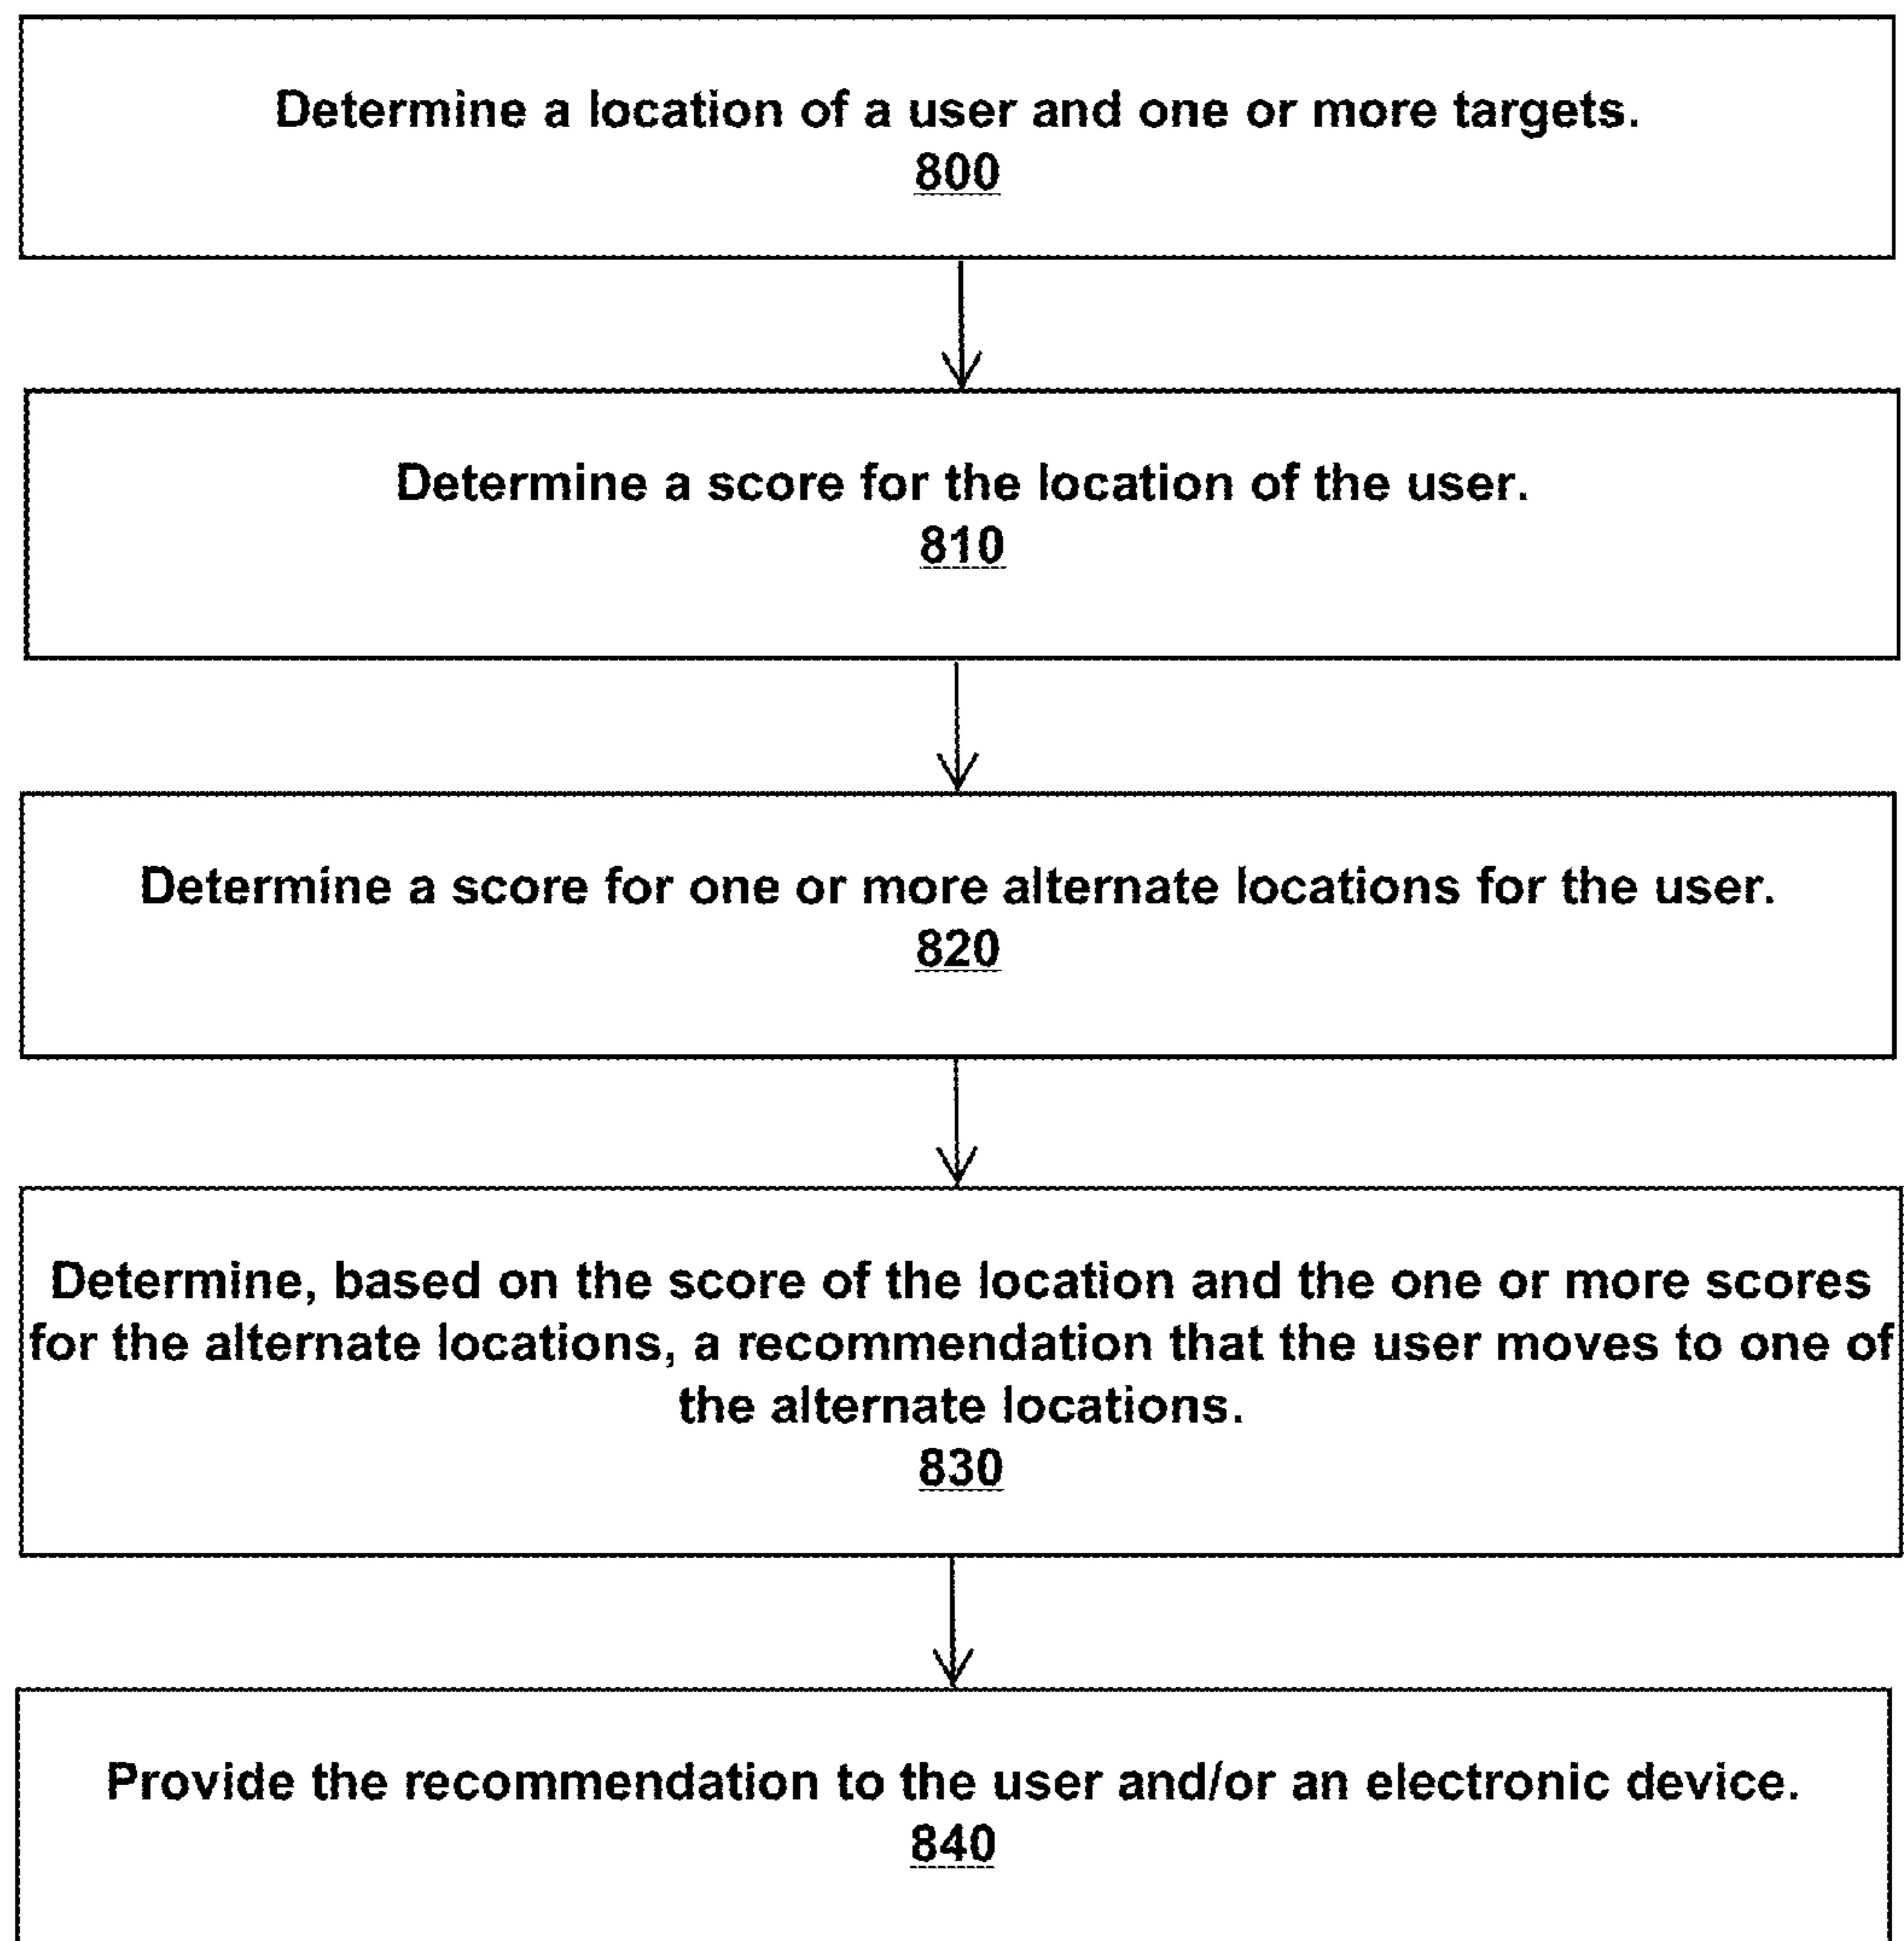 Determine a location of a user and one or more targets.
800
Determine a score for the location of the user.
810
Determine a score for one or more alternate locations for the user.
820
Determine, based on the score of the location and the one or more scores
for the alternate locations, a recommendation that the user moves to one of
the alternate locations.
830
Provide the recommendation to the user and/or an electronic device.
840